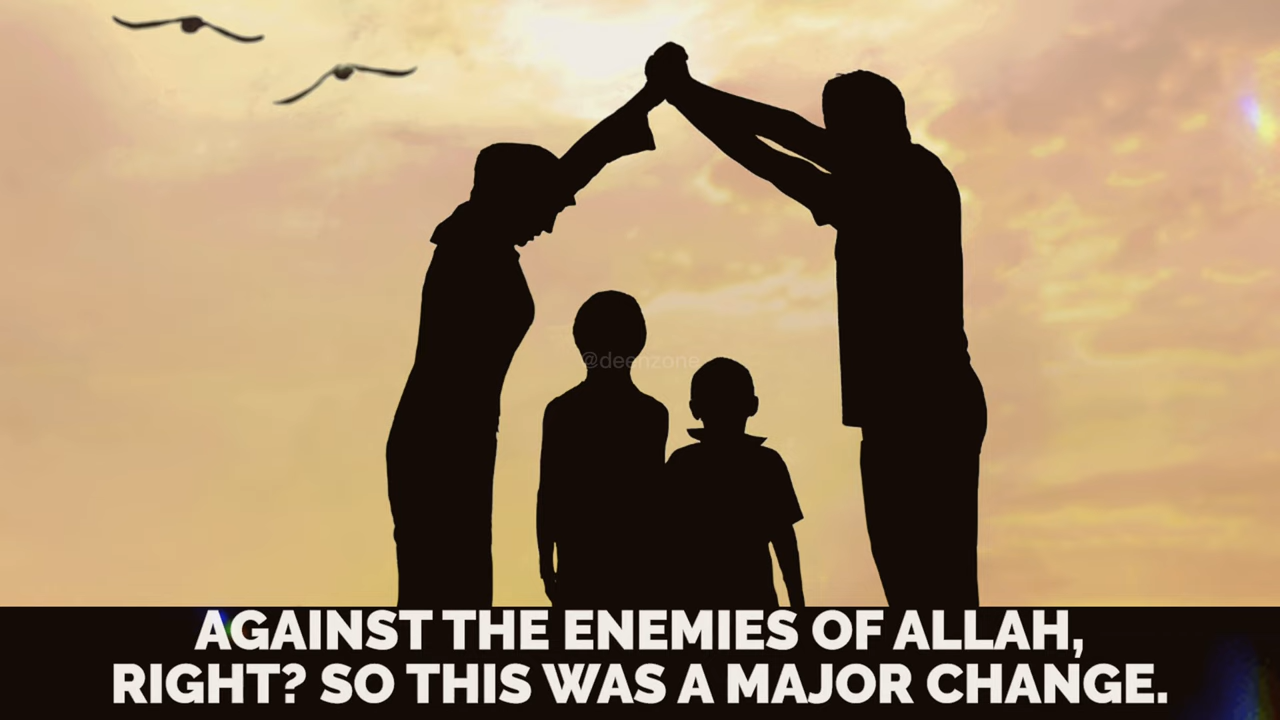 @deenzone
AGAINST THE ENEMIES OF ALLAH,
RIGHT? SO THIS WAS A MAJOR CHANGE.